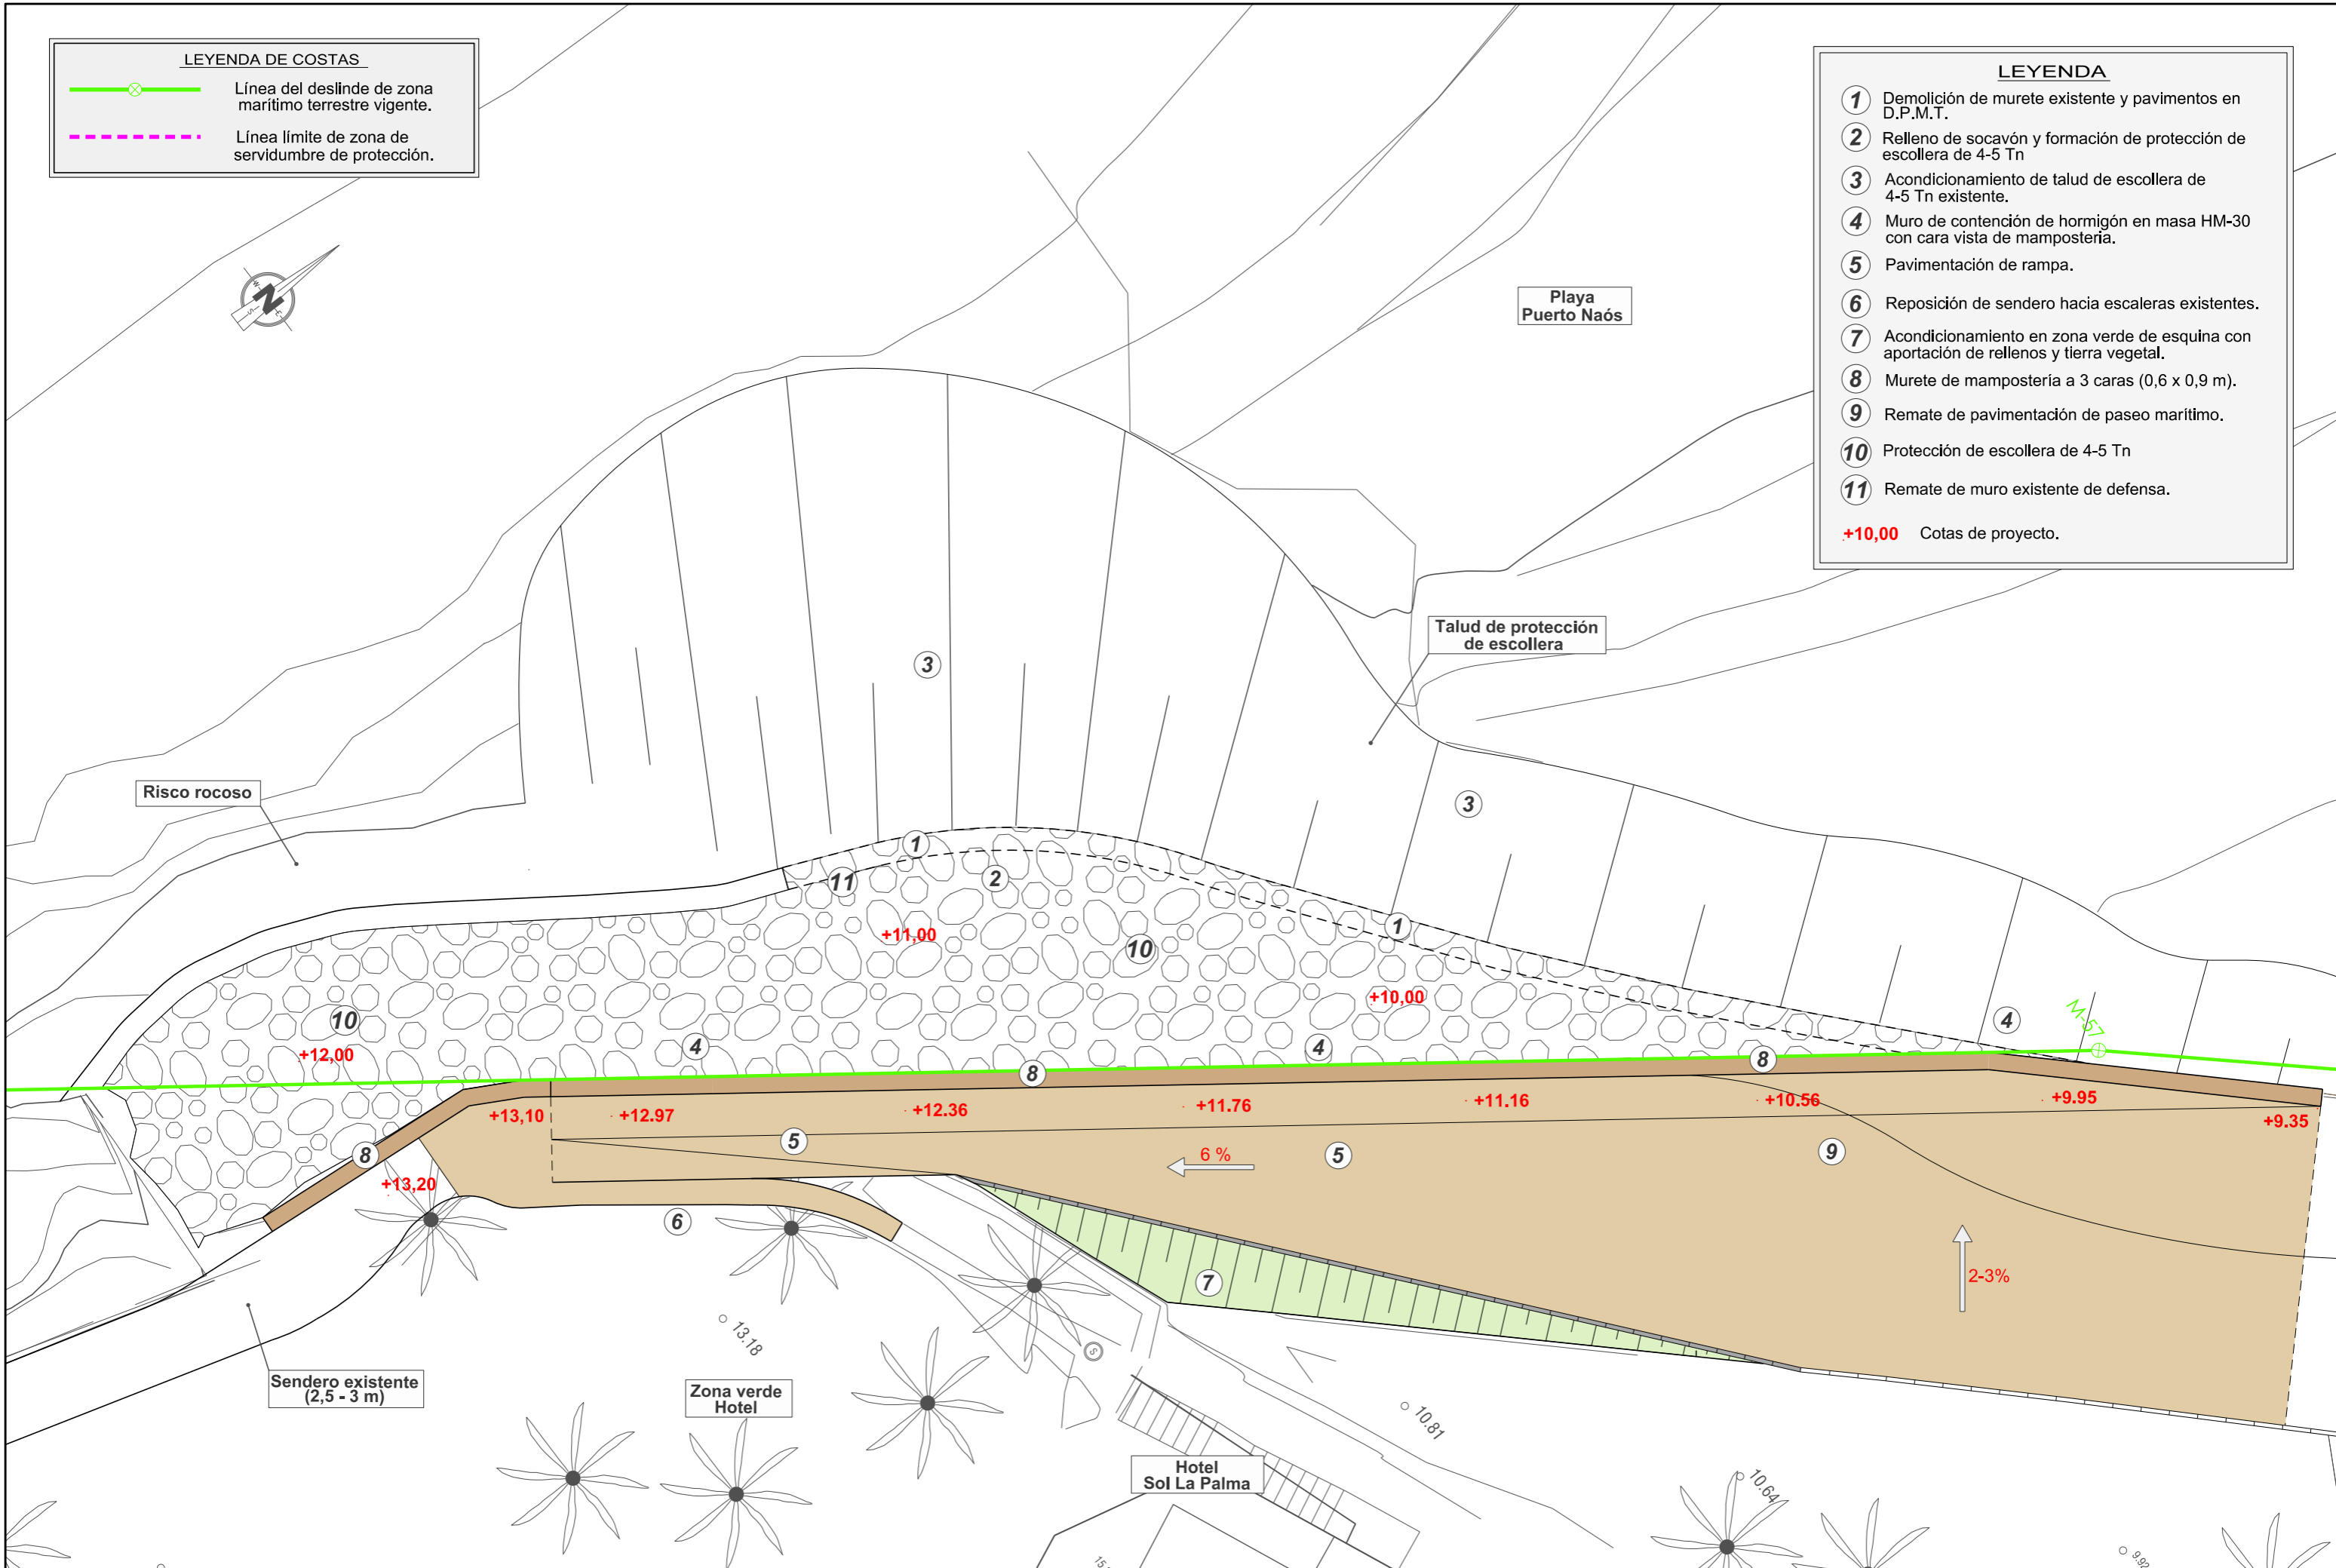 LEYENDA DE COSTAS
Línea del deslinde de zona
marítimo terrestre vigente.
Línea límite de zona de
servidumbre de protección.
LEYENDA
1 Demolición de murete existente y pavimentos en
D.P.M.T.
2 Relleno de socavón y formación de protección de
escollera de 4-5 Tn
3 Acondicionamiento de talud de escollera de
4-5 Tn existente.
4 Muro de contención de hormigón en masa HM-30
con cara vista de mampostería.
5 Pavimentación de rampa.
6 Reposición de sendero hacia escaleras existentes.
7 Acondicionamiento en zona verde de esquina con
aportación de rellenos y tierra vegetal.
8 Murete de mampostería a 3 caras (0,6 x 0,9 m).
9 Remate de pavimentación de paseo marítimo.
10 Protección de escollera de 4-5 Tn
11 Remate de muro existente de defensa.
+10,00 Cotas de proyecto.
N
W
S
E
Playa
Puerto Naós
Talud de protección
de escollera
3
3
Risco rocoso
1
11
2
1
+11,00
10
+10,00
10
+12,00
4
4
4
M-57
8
8
+13,10
+12.97
+12.36
+11.76
+11.16
+10.56
+9.95
+9.35
8
5
6 %
5
9
+13,20
6
7
2-3%
13.18
S
Sendero existente
(2,5 - 3 m)
Zona verde
Hotel
10.81
Hotel
Sol La Palma
10.64
9.92